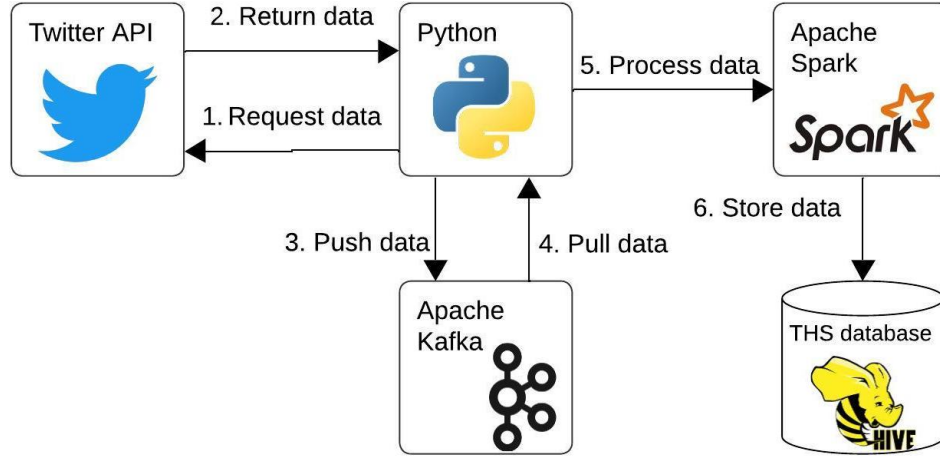 Twitter API
2. Return data
Python
Apache
Spark
5. Process data
1. Request data
Spark
6. Store data
3. Push data
4. Pull data
Apache
Kafka
THS database
HIVE